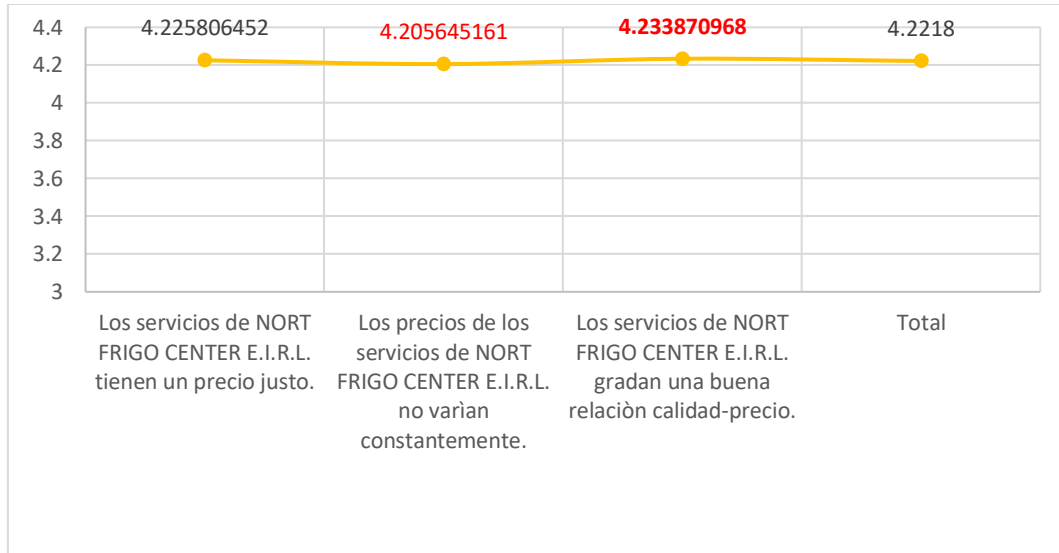 4.4
4.2
4
3.8
3.6
3.4
3.2
3
4.225806452
4.205645161
4.233870968
4.2218
Los servicios de NORT
FRIGO CENTER E.I.R.L.
tienen un precio justo.
Los precios de los
servicios de NORT
FRIGO CENTER E.I.R.L.
no varìan
constantemente.
Los servicios de NORT
FRIGO CENTER E.I.R.L.
gradan una buena
relaciòn calidad-precio.
Total